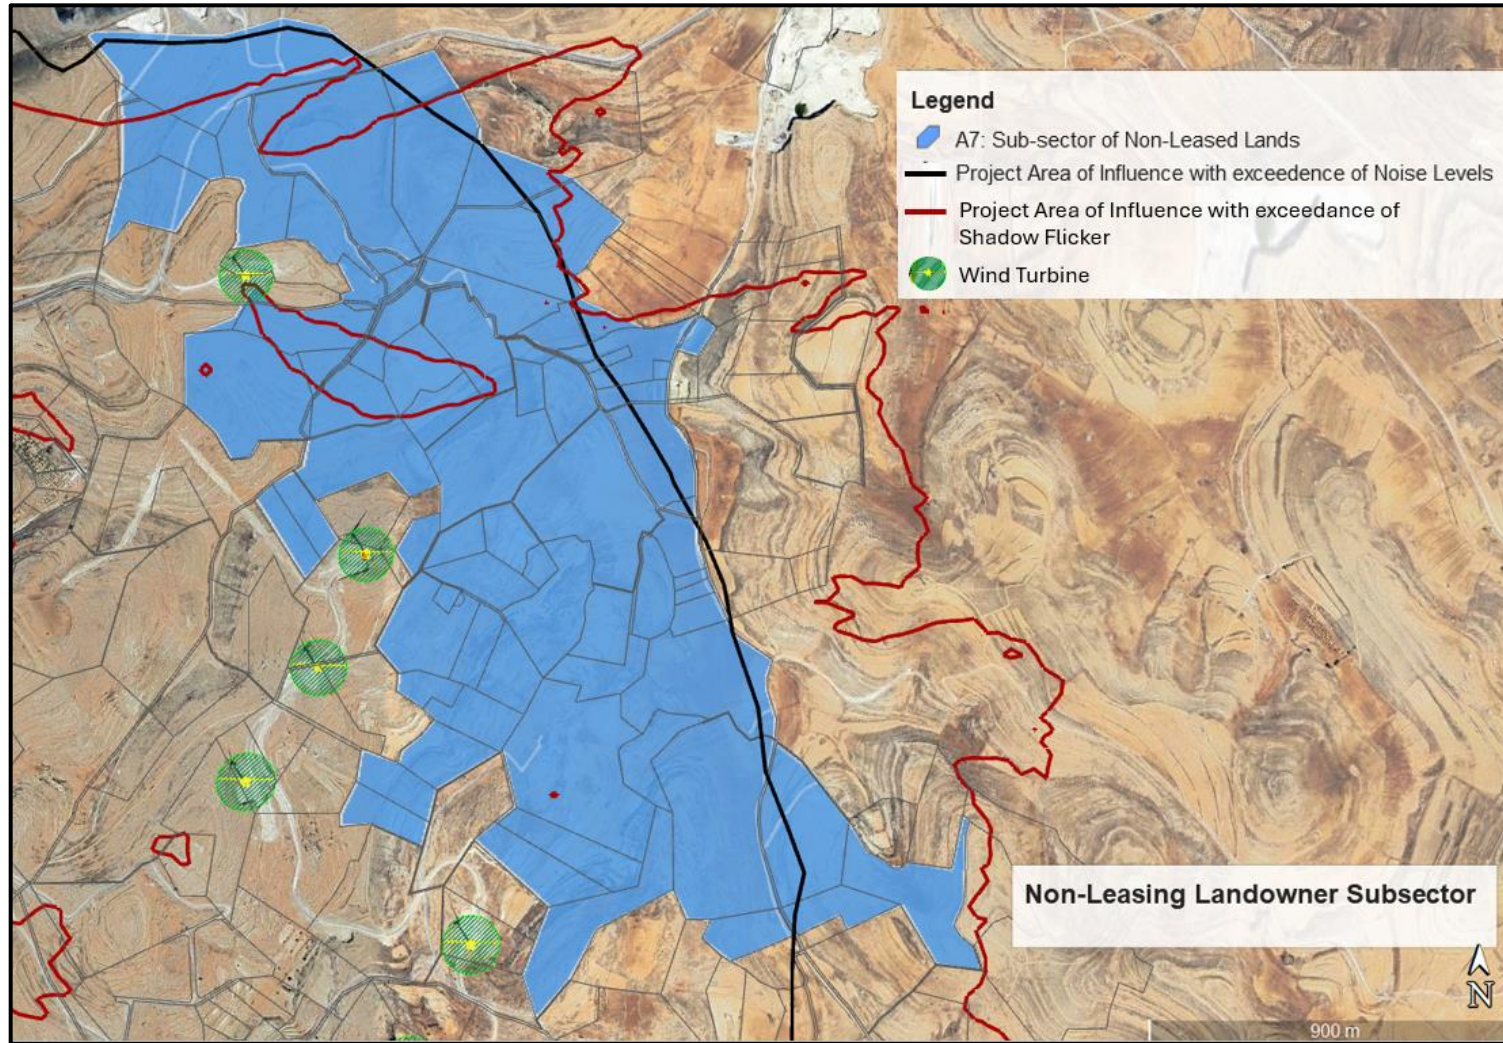 Legend
A7: Sub-sector of Non-Leased Lands
Project Area of Influence with exceedence of Noise Levels
Project Area of Influence with exceedance of
Shadow Flicker
Wind Turbine
Non-Leasing Landowner Subsector
N
900 m